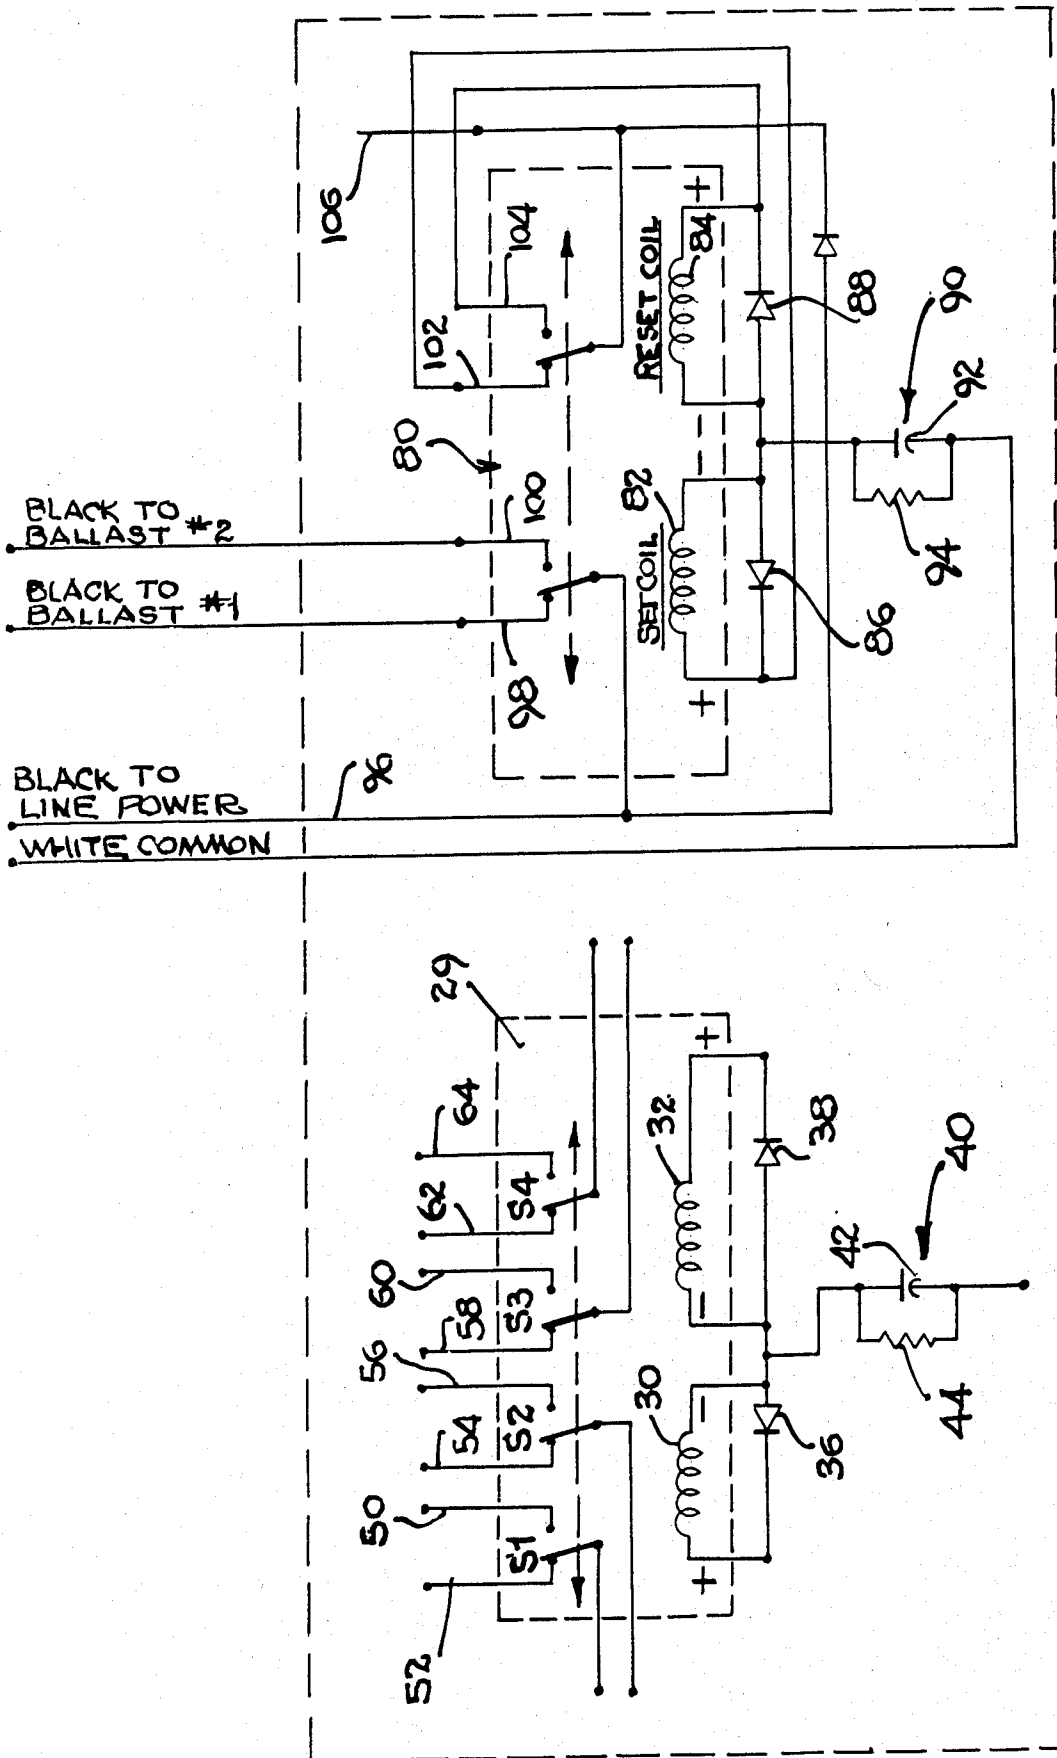 106
104
102
80
BLACK TO
BALLAST #2
100
BLACK TO
BALLAST #1
98
BLACK TO
LINE POWER
96
WHITE COMMON
RESET COIL
84
+
-
SET COIL
82
+
88
90
92
94
86
29
64
62
S4
60
58
S3
56
54
S2
50
S1
52
+
32
-
30
-
+
38
40
42
44
36